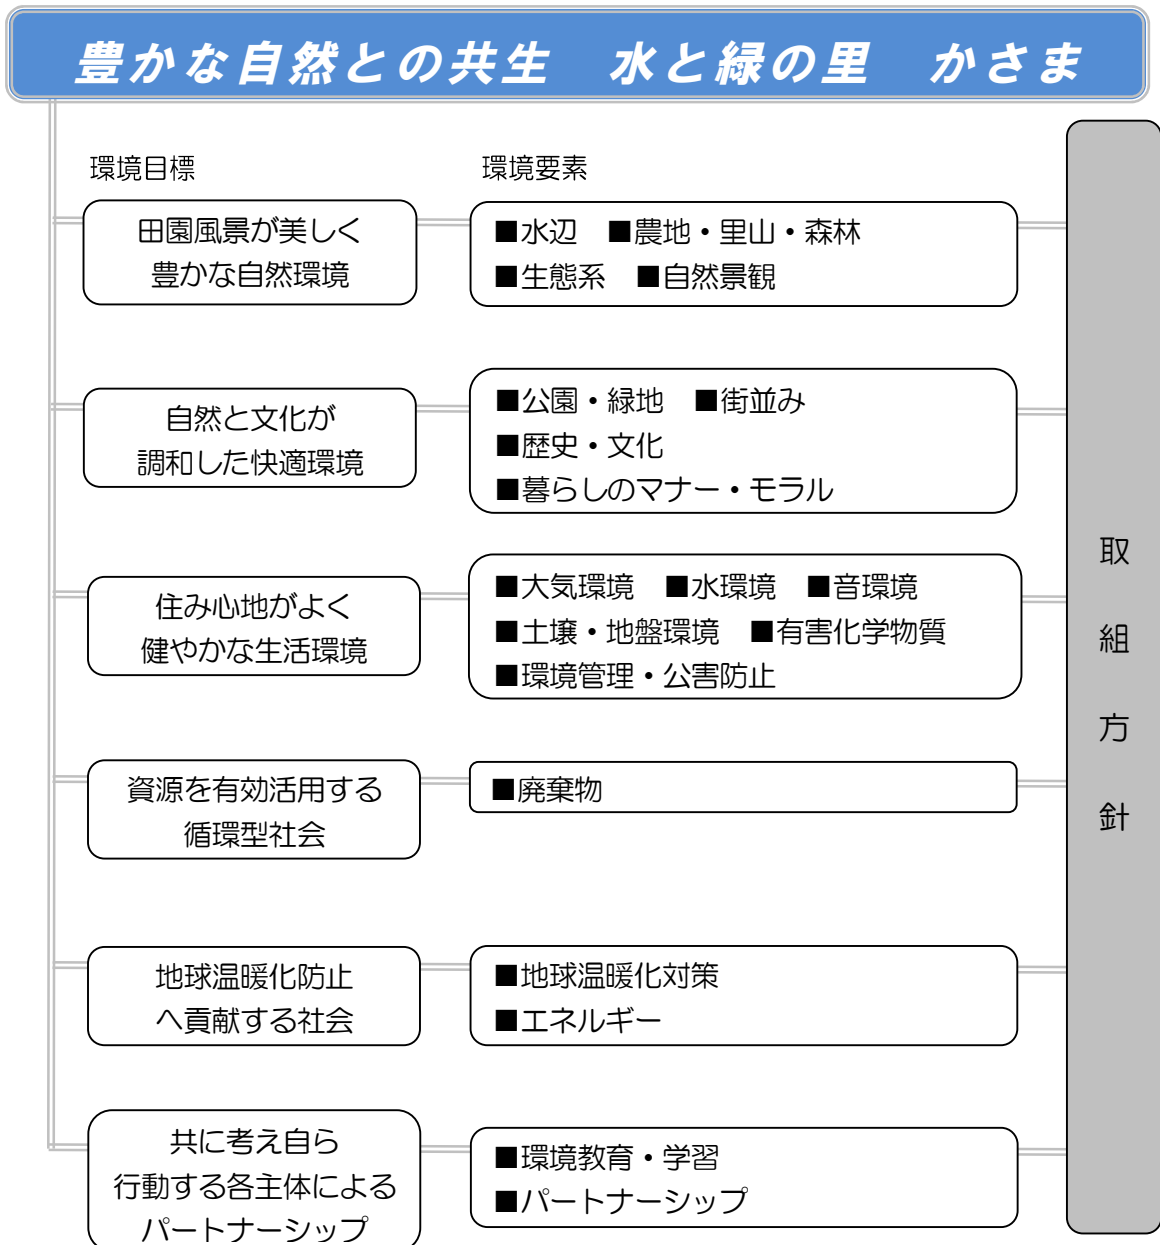 豊かな自然との共生　水と緑の里　かさま
環境目標
環境要素
田園風景が美しく
豊かな自然環境
■水辺　■農地・里山・森林
■生態系　■自然景観
自然と文化が
調和した快適環境
■公園・緑地　■街並み
■歴史・文化
■暮らしのマナー・モラル
住み心地がよく
健やかな生活環境
■大気環境　■水環境　■音環境
■土壌・地盤環境　■有害化学物質
■環境管理・公害防止
資源を有効活用する
循環型社会
■廃棄物
地球温暖化防止
へ貢献する社会
■地球温暖化対策
■エネルギー
共に考え自ら
行動する各主体による
パートナーシップ
■環境教育・学習
■パートナーシップ
取組方針